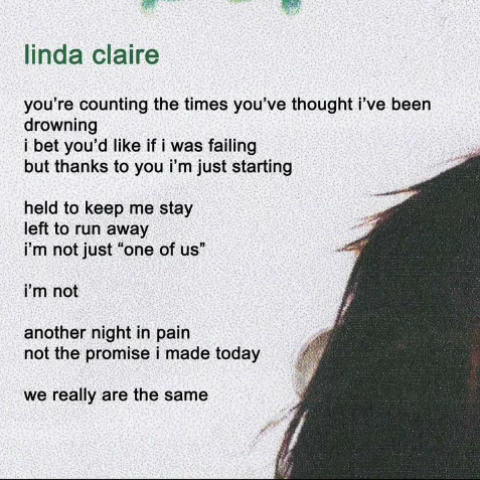 linda claire
you're counting the times you've thought i've been
drowning
i bet you'd like if i was failing
but thanks to you i'm just starting
held to keep me stay
left to run away
i'm not just “one of us”
i'm not
another night in pain
not the promise i made today
we really are the same